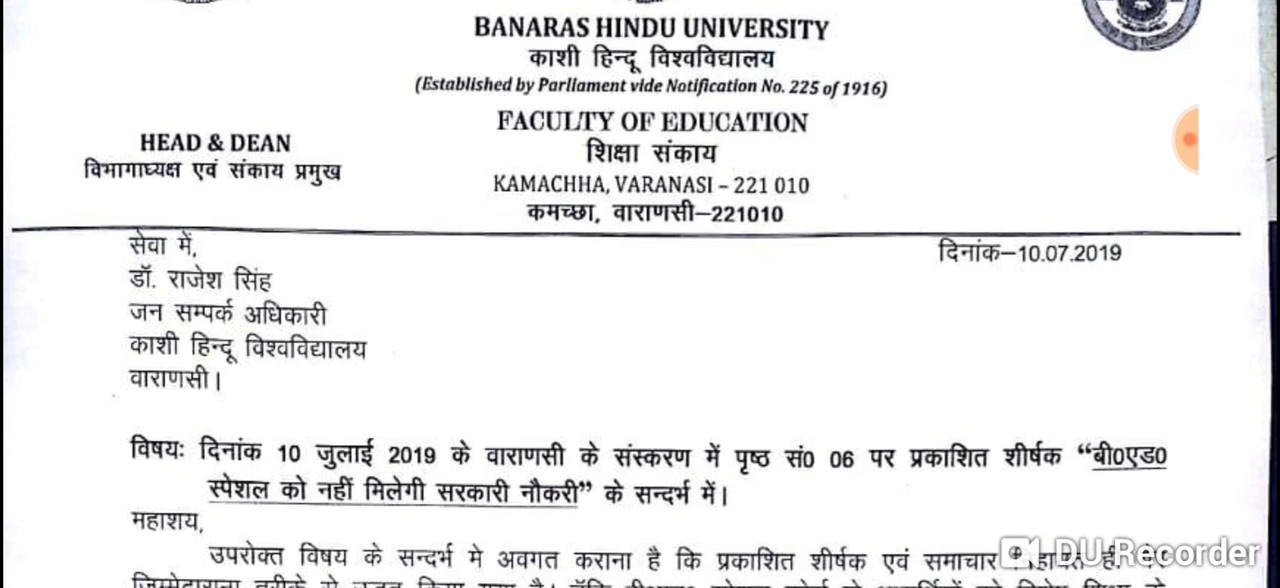 BANARAS HINDU UNIVERSITY
काशी हिन्दू विश्वविद्यालय
(Established by Parliament vide Notification No. 225 of 1916)
FACULTY OF EDUCATION
HEAD & DEAN
शिक्षा संकाय
विभागाध्यक्ष एवं संकाय प्रमुख
KAMACHHA, VARANASI – 221 010
कमच्छा, वाराणसी–221010
सेवा में,
दिनांक–10.07.2019
डॉ. राजेश सिंह
जन सम्पर्क अधिकारी
काशी हिन्दू विश्वविद्यालय
वाराणसी।
विषयः दिनांक 10 जुलाई 2019 के वाराणसी के संस्करण में पृष्ठ सं0 06 पर प्रकाशित शीर्षक “बी0एड0
स्पेशल को नहीं मिलेगी सरकारी नौकरी” के सन्दर्भ में।
महाशय,
उपरोक्त विषय के सन्दर्भ मे अवगत कराना है कि प्रकाशित शीर्षक एवं समाचार
DU Recorder